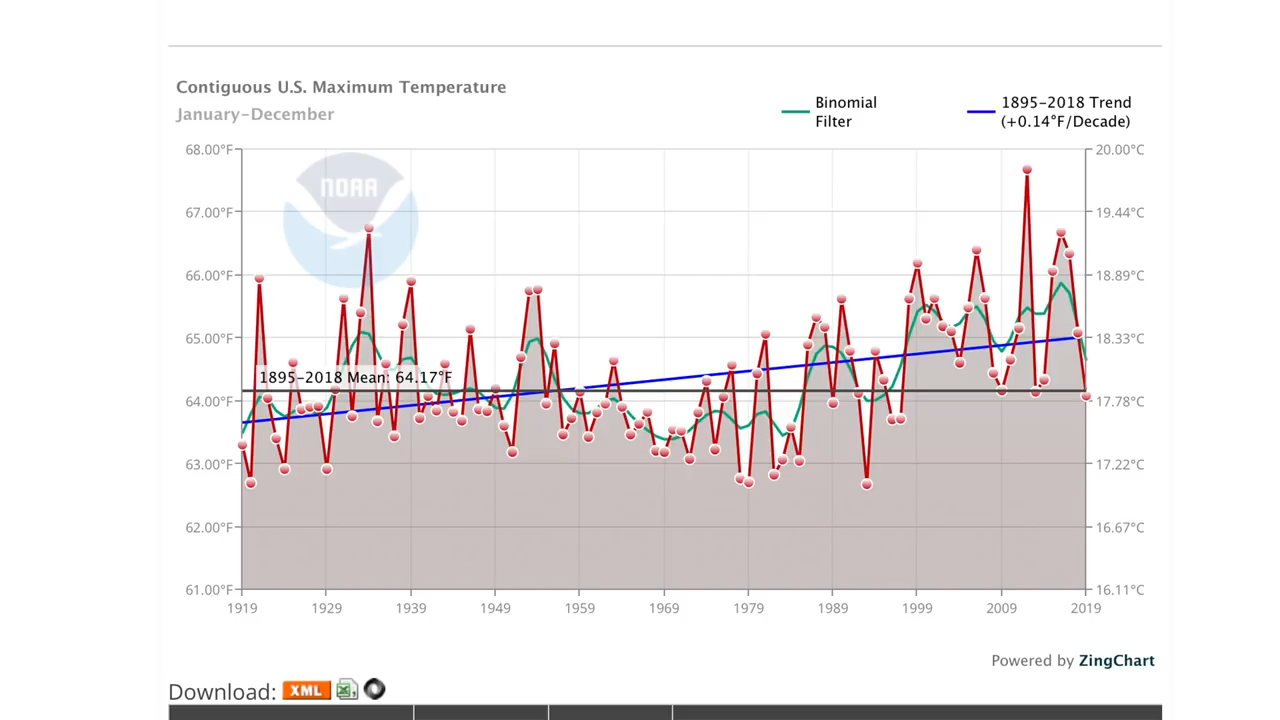 Contiguous U.S. Maximum Temperature
January–December
Binomial
Filter
1895–2018 Trend
(+0.14°F/Decade)
68.00°F
67.00°F
66.00°F
65.00°F
64.00°F
63.00°F
62.00°F
61.00°F
NOAA
1895–2018 Mean: 64.17°F
20.00°C
19.44°C
18.89°C
18.33°C
17.78°C
17.22°C
16.67°C
16.11°C
1919 1929 1939 1949 1959 1969 1979 1989 1999 2009 2019
Powered by ZingChart
Download: XML